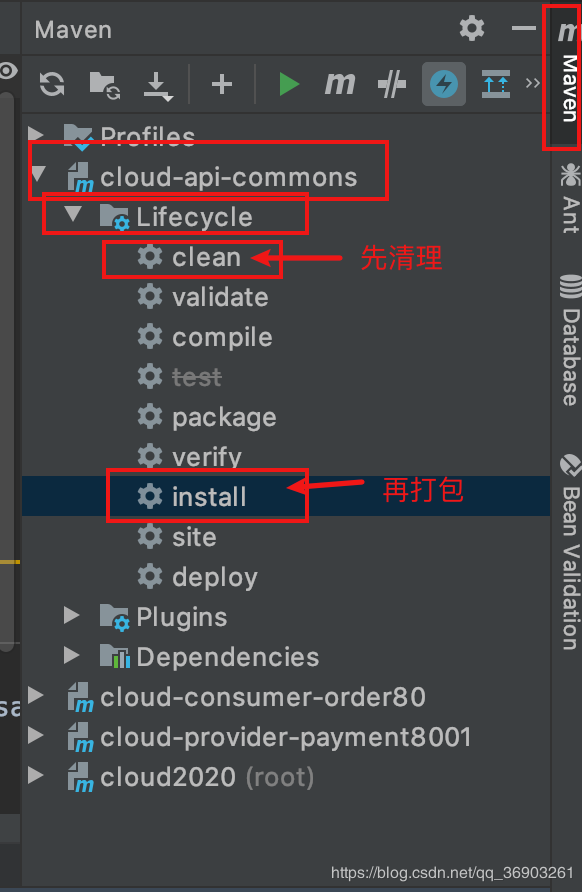 Maven
Profiles
cloud-api-commons
Lifecycle
clean 先清理
validate
compile
test
package
verify
install 再打包
site
deploy
Plugins
Dependencies
cloud-consumer-order80
cloud-provider-payment8001
cloud2020 (root)
sa
m Maven
Ant
Database
Bean Validation
https://blog.csdn.net/qq_36903261